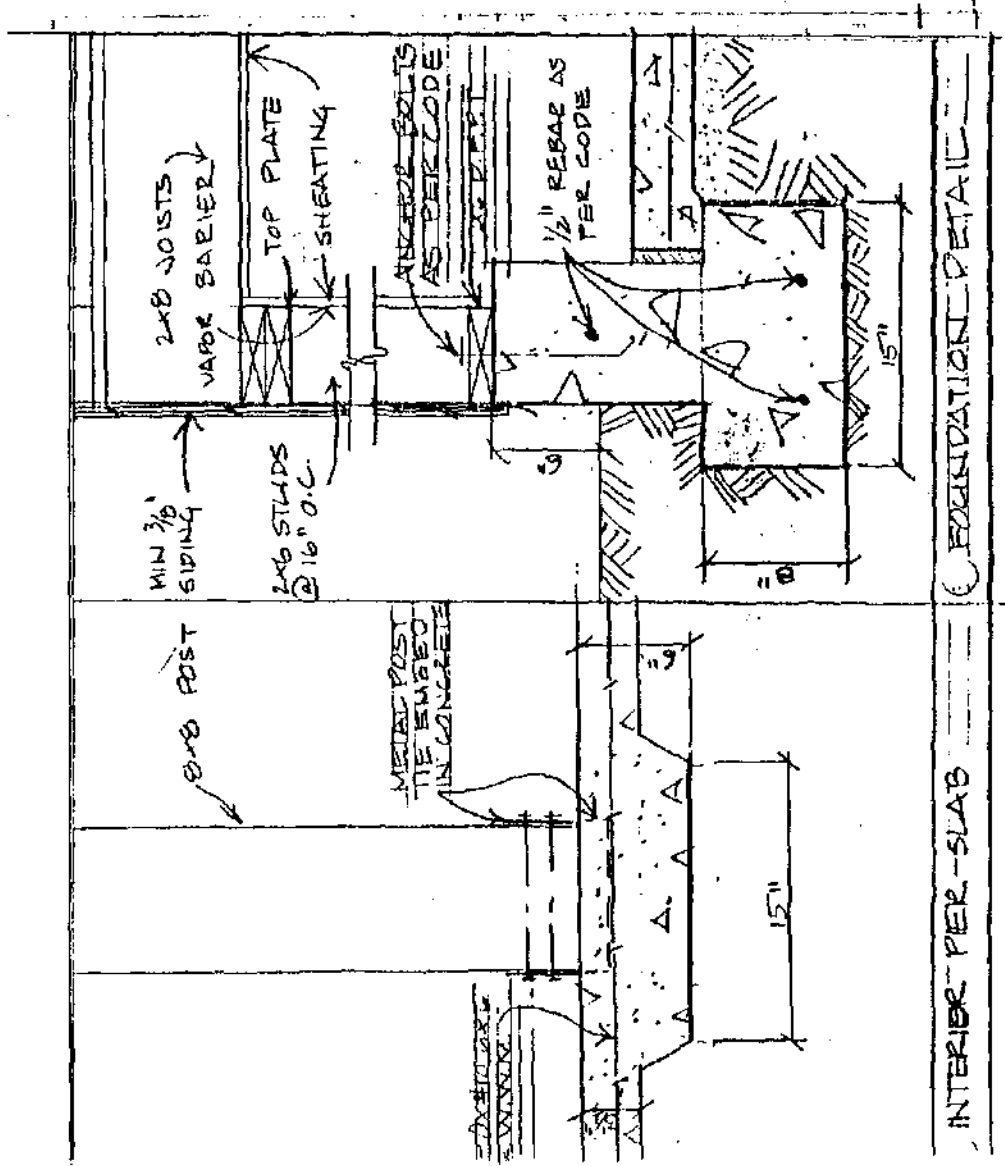 8x8 POST
METAL POST
TIE EMBED
IN CONCRETE
W.W.M.
6"
15"
INTERIER PIER-SLAB
MIN 3/8"
SIDING
2x6 STUDS
@ 16" O.C.
2x8 JOISTS
VAPOR BARIER
TOP PLATE
SHEATING
ANCHOR BOLTS
AS PER CODE
1/2" REBAR AS
TER CODE
6"
8"
15"
FOUNDATION DETAIL